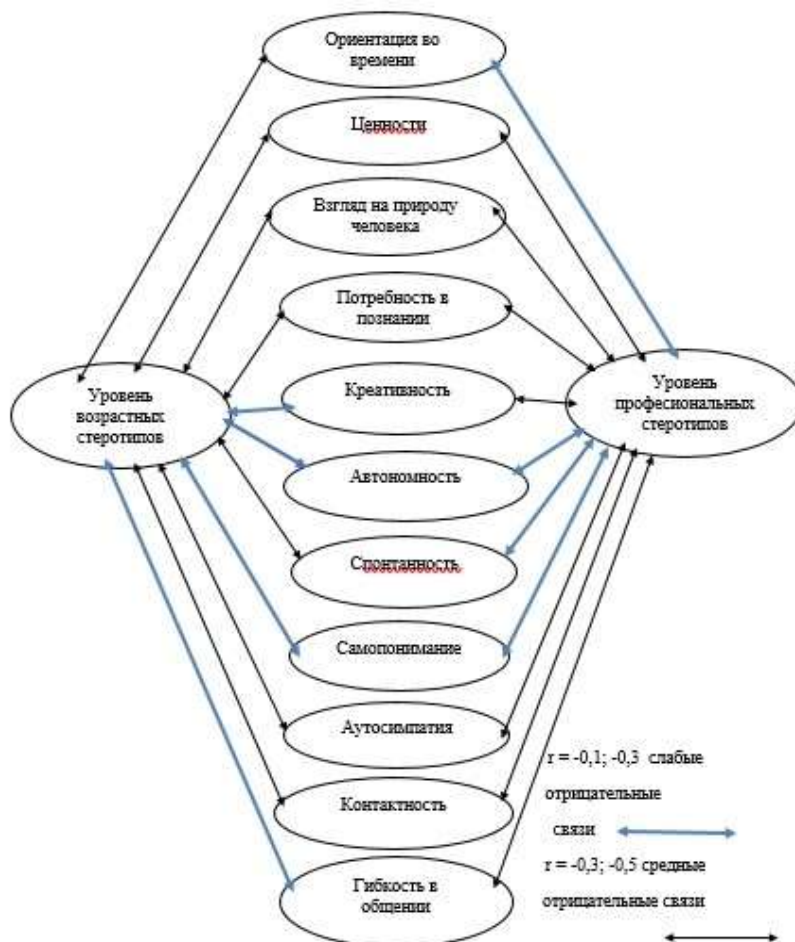 Ориентация во
времени
Ценности
Взгляд на природу
человека
Потребность в
познании
Креативность
Уровень
возрастных
стеротипов
Уровень
професиональных
стеротипов
Автономность
Спонтанность
Самопонимание
Аутосимпатия
Контактность
Гибкость в
общении
r = -0,1; -0,3 слабые
отрицательные
связи
r = -0,3; -0,5 средные
отрицательные связи